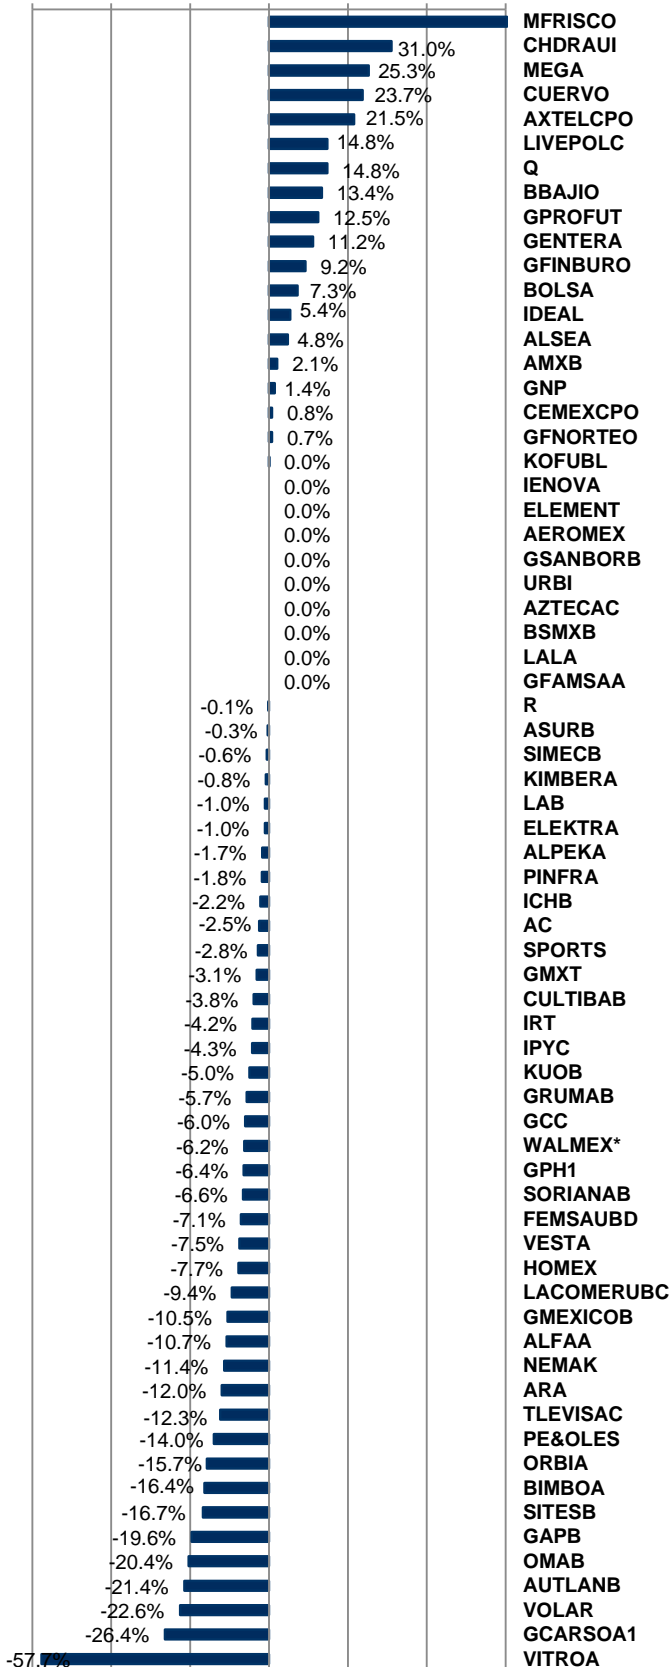 MFRISCO
31.0% CHDRAUI
25.3% MEGA
23.7% CUERVO
21.5% AXTELCPO
14.8% LIVEPOLC
14.8% Q
13.4% BBAJIO
12.5% GPROFUT
11.2% GENTERA
9.2% GFINBURO
7.3% BOLSA
5.4% IDEAL
4.8% ALSEA
2.1% AMXB
1.4% GNP
0.8% CEMEXCPO
0.7% GFNORTEO
0.0% KOFUBL
0.0% IENOVA
0.0% ELEMENT
0.0% AEROMEX
0.0% GSANBORB
0.0% URBI
0.0% AZTECAC
0.0% BSMXB
0.0% LALA
0.0% GFAMSAA
-0.1% R
-0.3% ASURB
-0.6% SIMECB
-0.8% KIMBERA
-1.0% LAB
-1.0% ELEKTRA
-1.7% ALPEKA
-1.8% PINFRA
-2.2% ICHB
-2.5% AC
-2.8% SPORTS
-3.1% GMXT
-3.8% CULTIBAB
-4.2% IRT
-4.3% IPYC
-5.0% KUOB
-5.7% GRUMAB
-6.0% GCC
-6.2% WALMEX*
-6.4% GPH1
-6.6% SORIANAB
-7.1% FEMSAUBD
-7.5% VESTA
-7.7% HOMEX
-9.4% LACOMERUBC
-10.5% GMEXICOB
-10.7% ALFAA
-11.4% NEMAK
-12.0% ARA
-12.3% TLEVISAC
-14.0% PE&OLES
-15.7% ORBIA
-16.4% BIMBOA
-16.7% SITESB
-19.6% GAPB
-20.4% OMAB
-21.4% AUTLANB
-22.6% VOLAR
-26.4% GCARSOA1
-57.7% VITROA